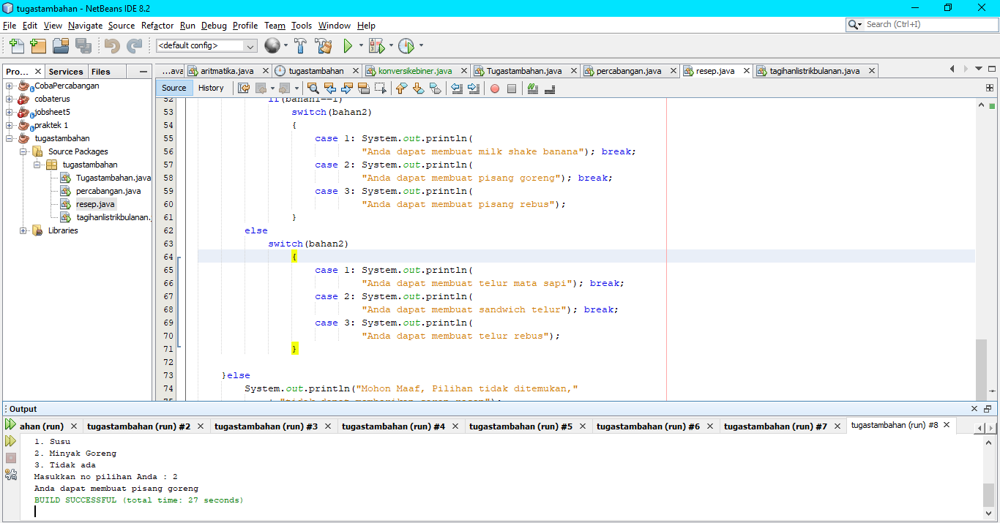 tugastambahan - NetBeans IDE 8.2
File Edit View Navigate Source Refactor Run Debug Profile Team Tools Window Help
Search (Ctrl+I)
<default config>
Pro... Services Files
...ava aritmatika.java tugastambahan konversikebiner.java Tugastambahan.java percabangan.java resep.java tagihanlistrikbulanan.java
Source History
CobaPercabangan
cobaterus
jobsheet5
praktek 1
tugastambahan
Source Packages
tugastambahan
Tugastambahan.java
percabangan.java
resep.java
tagihanlistrikbulanan.
Libraries
52 if(bahan1==1)
53 switch(bahan2)
54 {
55 case 1: System.out.println(
56 "Anda dapat membuat milk shake banana"); break;
57 case 2: System.out.println(
58 "Anda dapat membuat pisang goreng"); break;
59 case 3: System.out.println(
60 "Anda dapat membuat pisang rebus");
61 }
62 else
63 switch(bahan2)
64 {
65 case 1: System.out.println(
66 "Anda dapat membuat telur mata sapi"); break;
67 case 2: System.out.println(
68 "Anda dapat membuat sandwich telur"); break;
69 case 3: System.out.println(
70 "Anda dapat membuat telur rebus");
71 }
72
73 }else
74 System.out.println("Mohon Maaf, Pilihan tidak ditemukan,"
Output
ahan (run) tugastambahan (run) #2 tugastambahan (run) #3 tugastambahan (run) #4 tugastambahan (run) #5 tugastambahan (run) #6 tugastambahan (run) #7 tugastambahan (run) #8
1. Susu
2. Minyak Goreng
3. Tidak ada
Masukkan no pilihan Anda : 2
Anda dapat membuat pisang goreng
BUILD SUCCESSFUL (total time: 27 seconds)